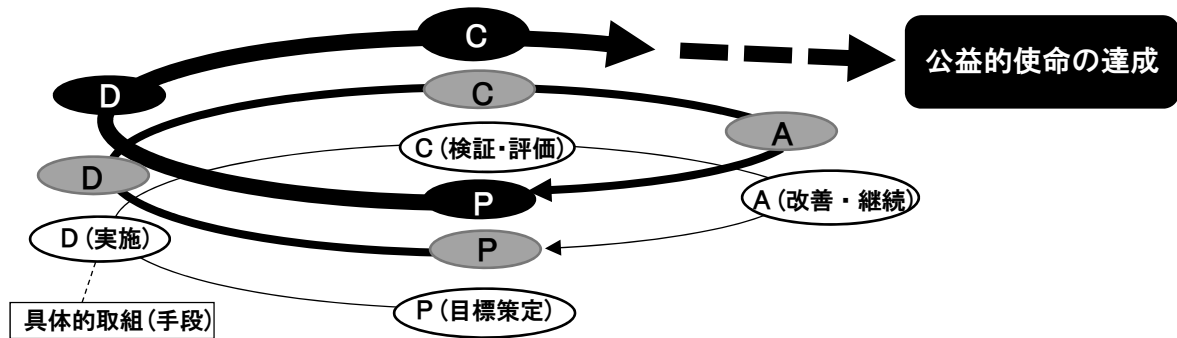 C
公益的使命の達成
D
C
A
C(検証・評価)
D
P
A(改善・継続)
D(実施)
P
P(目標策定)
具体的取組(手段)